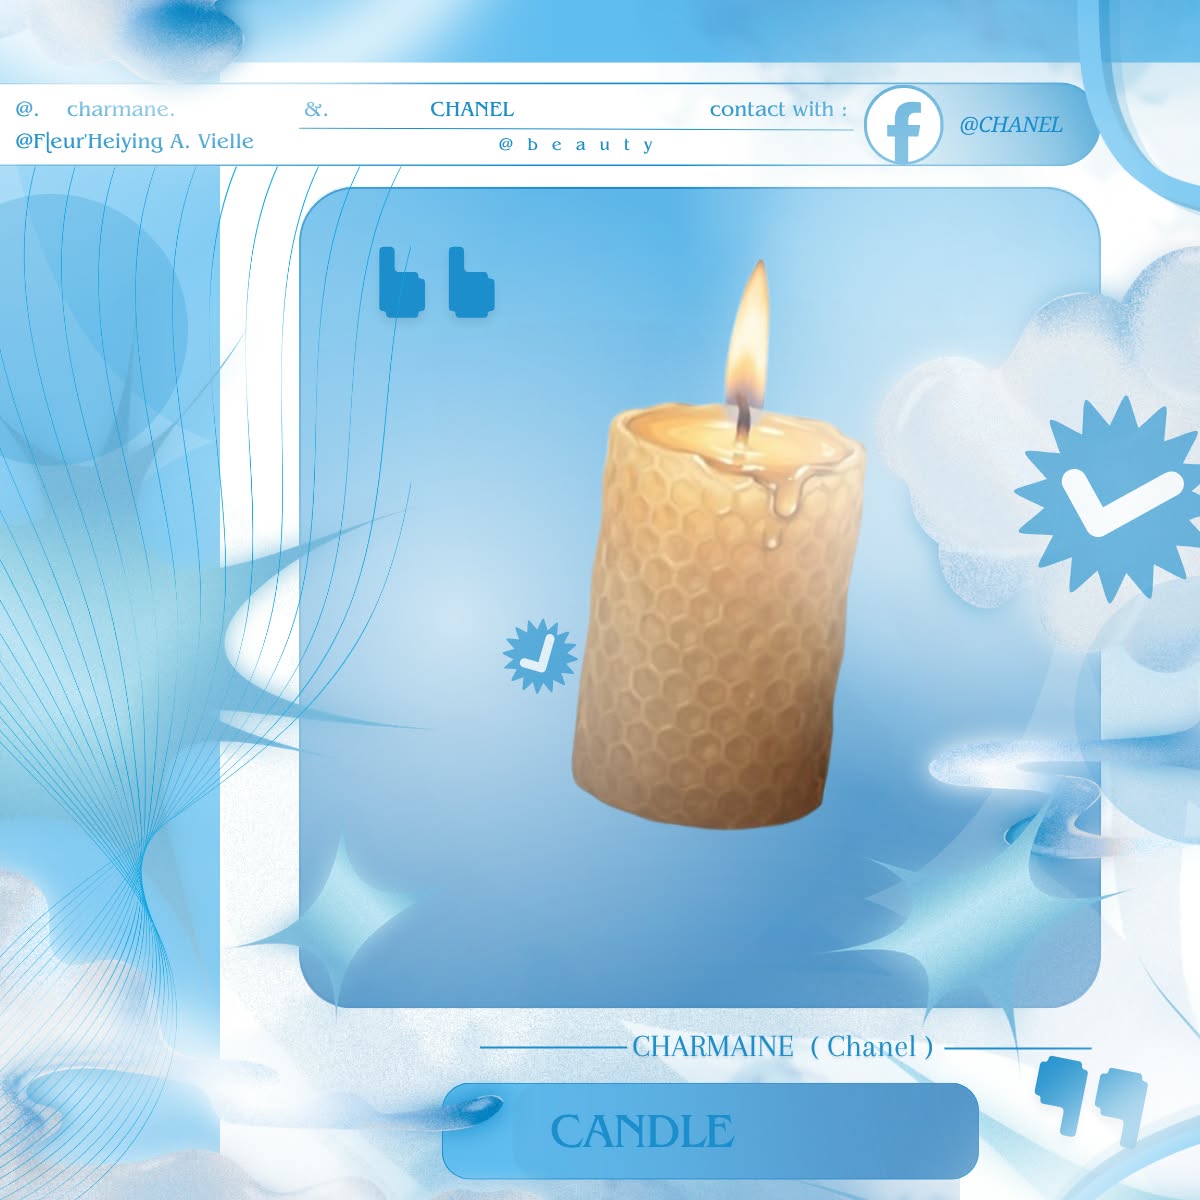 @. charmane. &. CHANEL contact with :
@Fleur'Heiying A. Vielle @ b e a u t y
@CHANEL
CHARMAINE ( Chanel )
CANDLE